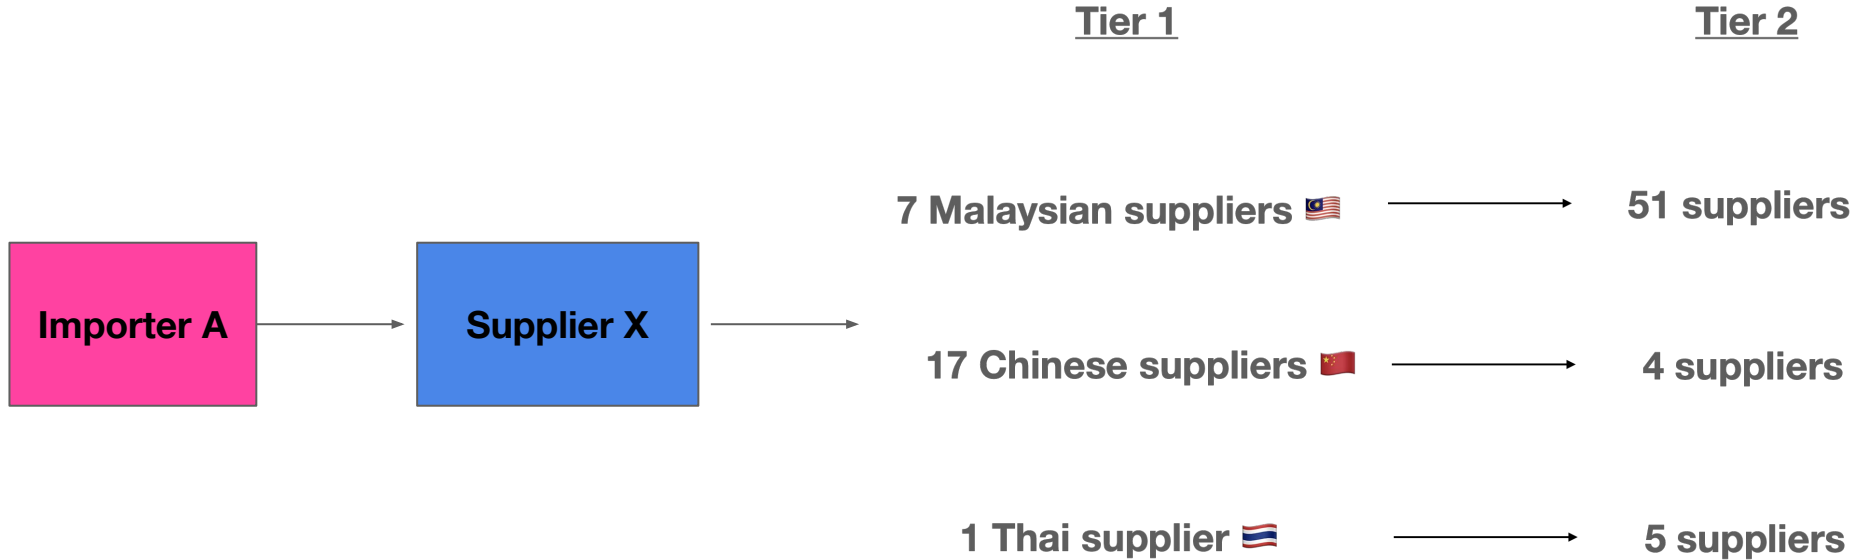 Tier 1
Tier 2
7 Malaysian suppliers 🇲🇾
51 suppliers
Importer A
Supplier X
17 Chinese suppliers 🇨🇳
4 suppliers
1 Thai supplier 🇹🇭
5 suppliers